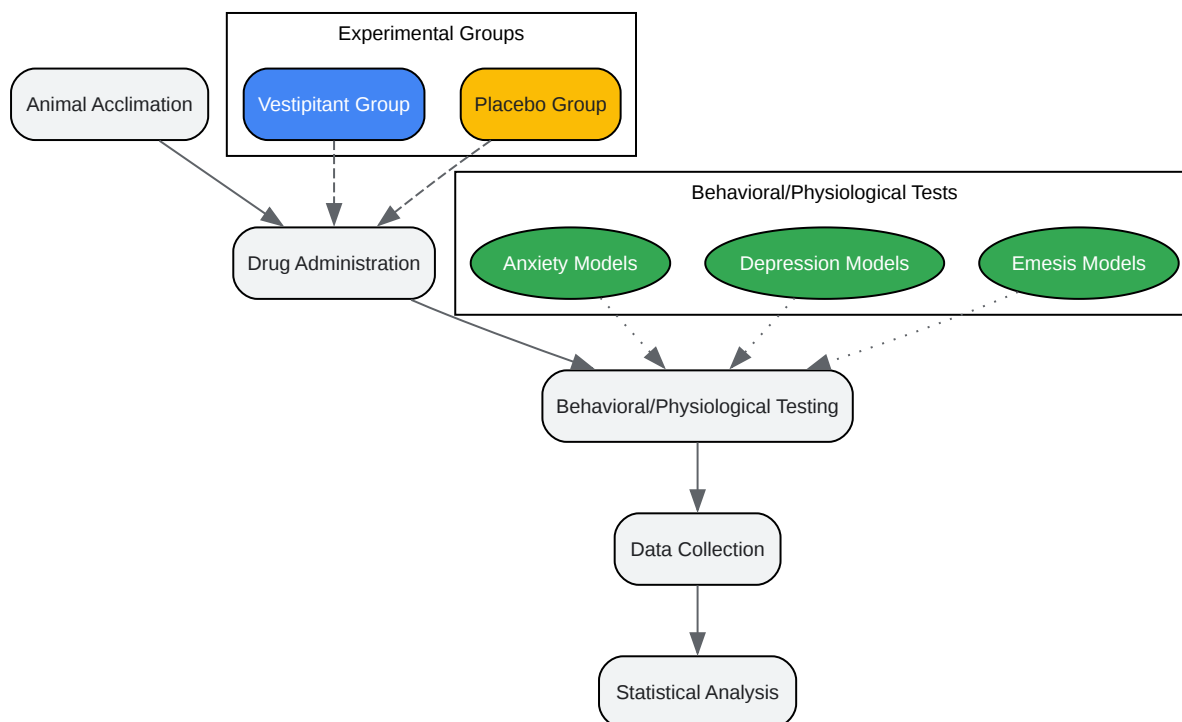 Experimental Groups
Animal Acclimation
Vestipitant Group
Placebo Group
Behavioral/Physiological Tests
Drug Administration
Anxiety Models
Depression Models
Emesis Models
Behavioral/Physiological Testing
Data Collection
Statistical Analysis